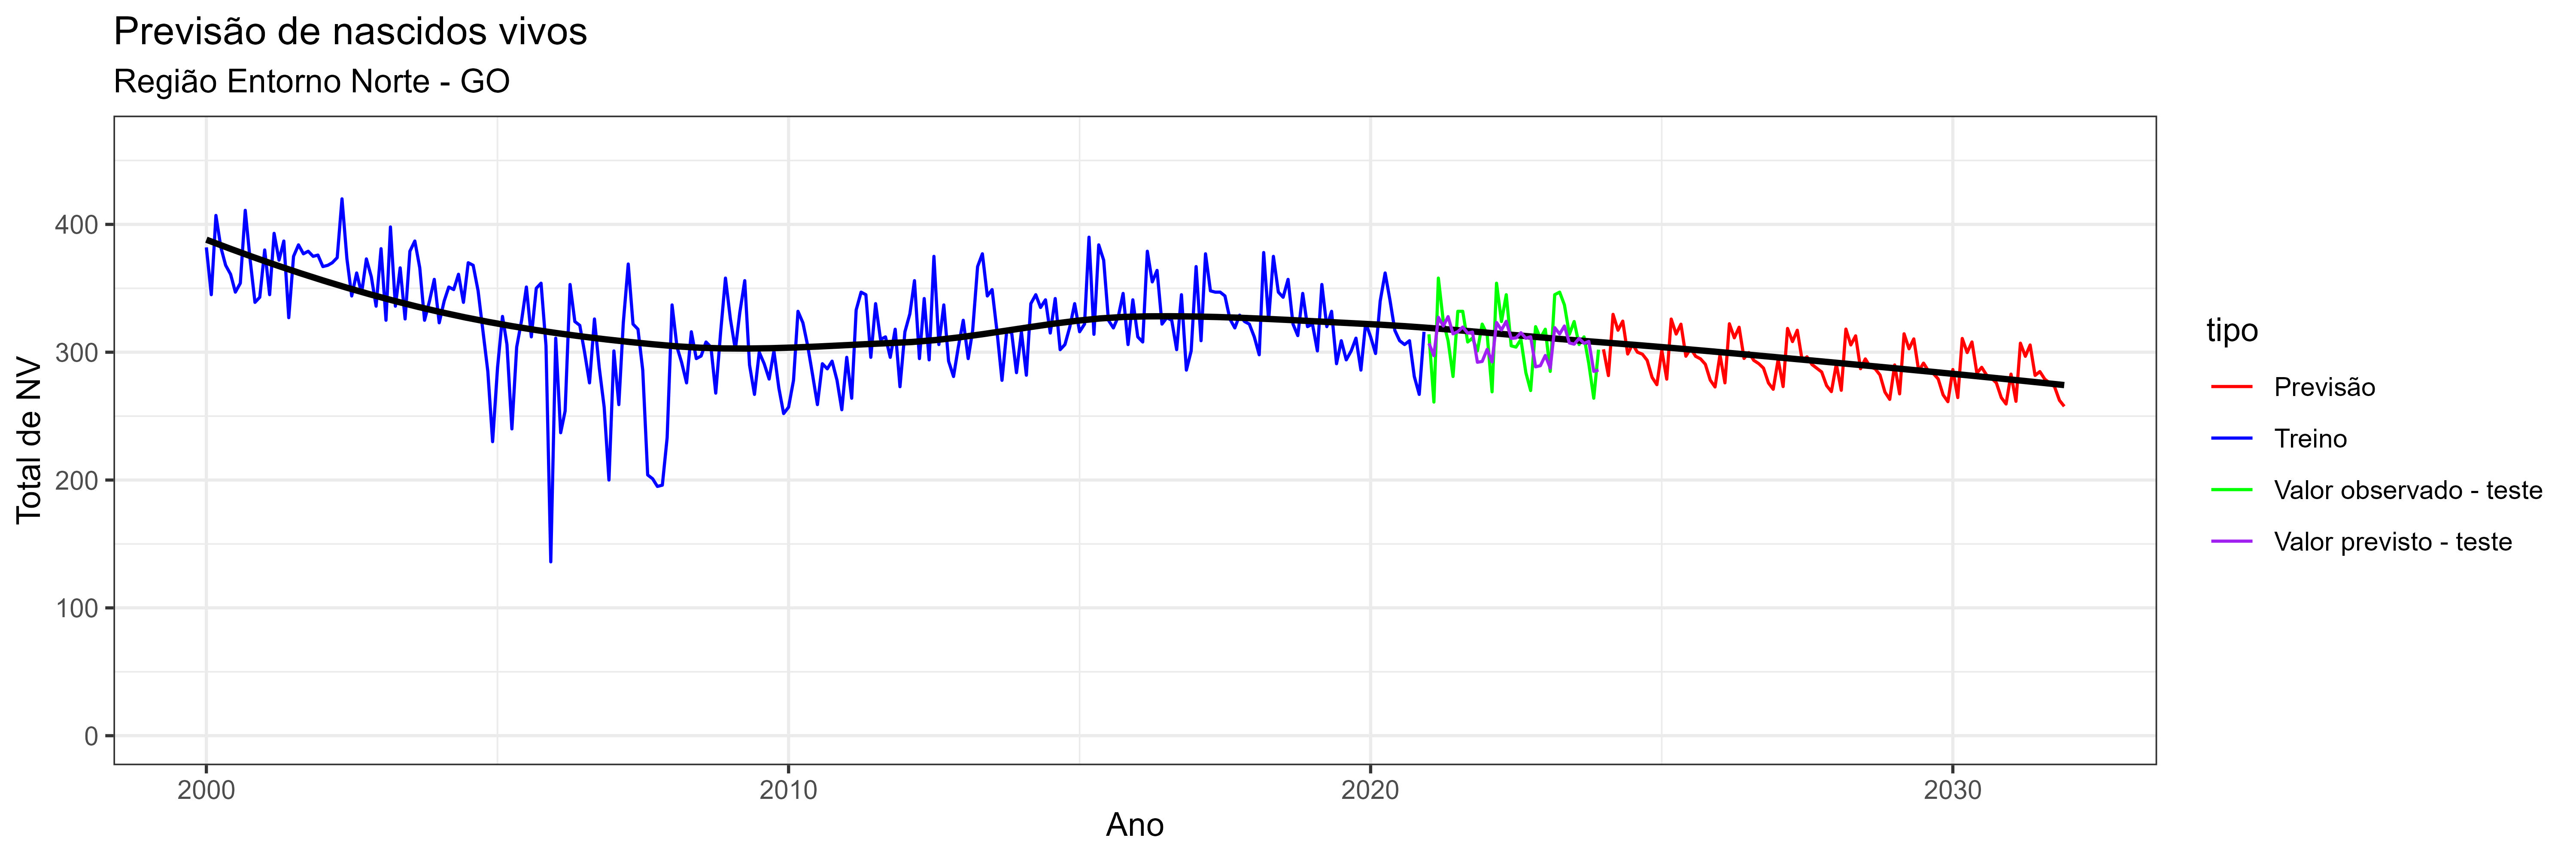 Previsão de nascidos vivos
Região Entorno Norte - GO
Total de NV
400
300
200
100
0
2000
2010
2020
2030
Ano
tipo
Previsão
Treino
Valor observado - teste
Valor previsto - teste